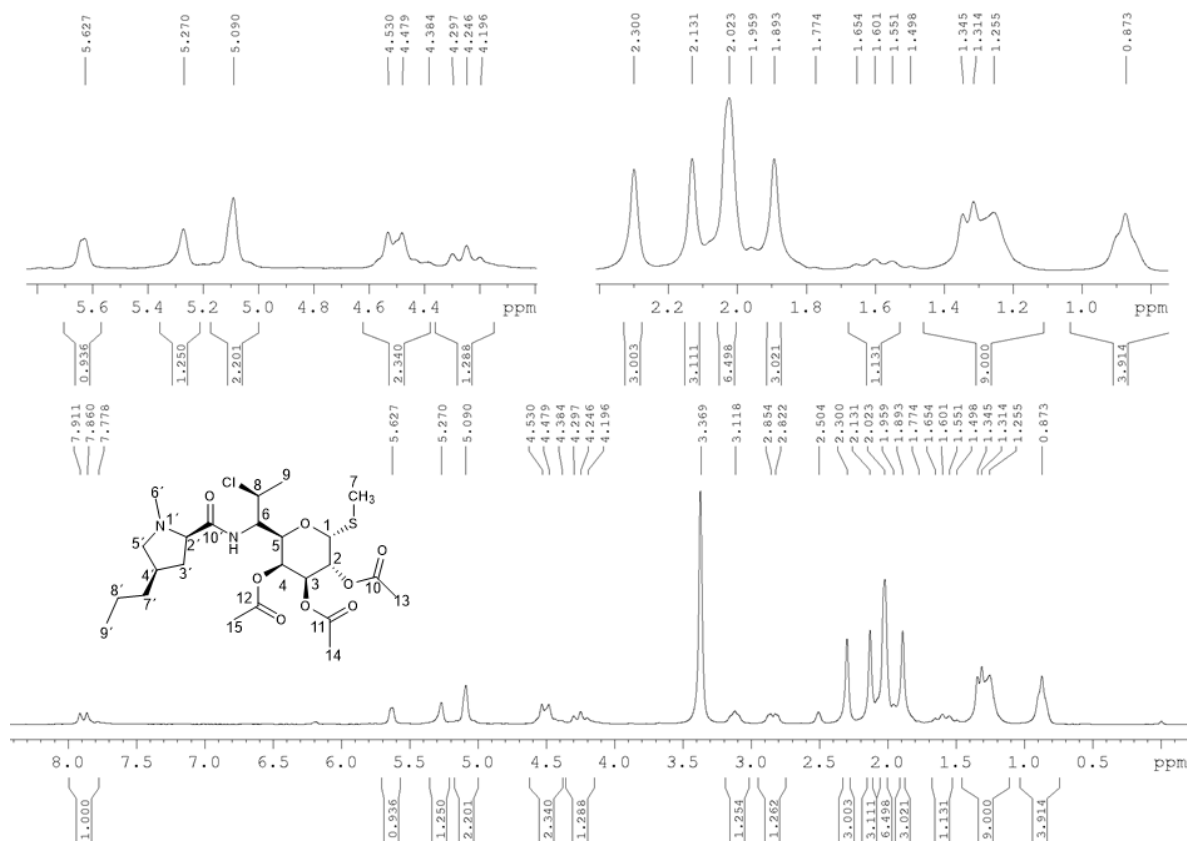 5.627 5.270 5.090 4.530 4.479 4.384 4.297 4.246 4.196
2.300 2.131 2.023 1.959 1.893 1.774 1.654 1.601 1.551 1.498 1.345 1.314 1.255 0.873
5.6 5.4 5.2 5.0 4.8 4.6 4.4 ppm
2.2 2.0 1.8 1.6 1.4 1.2 1.0 ppm
0.936 1.250 2.201 2.340 1.288
3.003 3.111 6.498 3.021 1.131 9.000 3.914
7.911 7.860 7.778 5.627 5.270 5.090 4.530 4.479 4.384 4.297 4.246 4.196 3.369 3.118 2.854 2.822 2.504 2.300 2.131 2.023 1.959 1.893 1.774 1.654 1.601 1.551 1.498 1.345 1.314 1.255 0.873
6´ 9 7
Cl 8 CH3
N 1´ O 6 O 1 S
5´ 10´ N H 5 2
2´
4´ 3´ 4 3 O
8´ O O 10 O
7´ 12 13
9´ O O
15 11
14
8.0 7.5 7.0 6.5 6.0 5.5 5.0 4.5 4.0 3.5 3.0 2.5 2.0 1.5 1.0 0.5 ppm
1.000 0.936 1.250 2.201 2.340 1.288 1.254 1.262 3.003 3.111 6.498 3.021 1.131 9.000 3.914